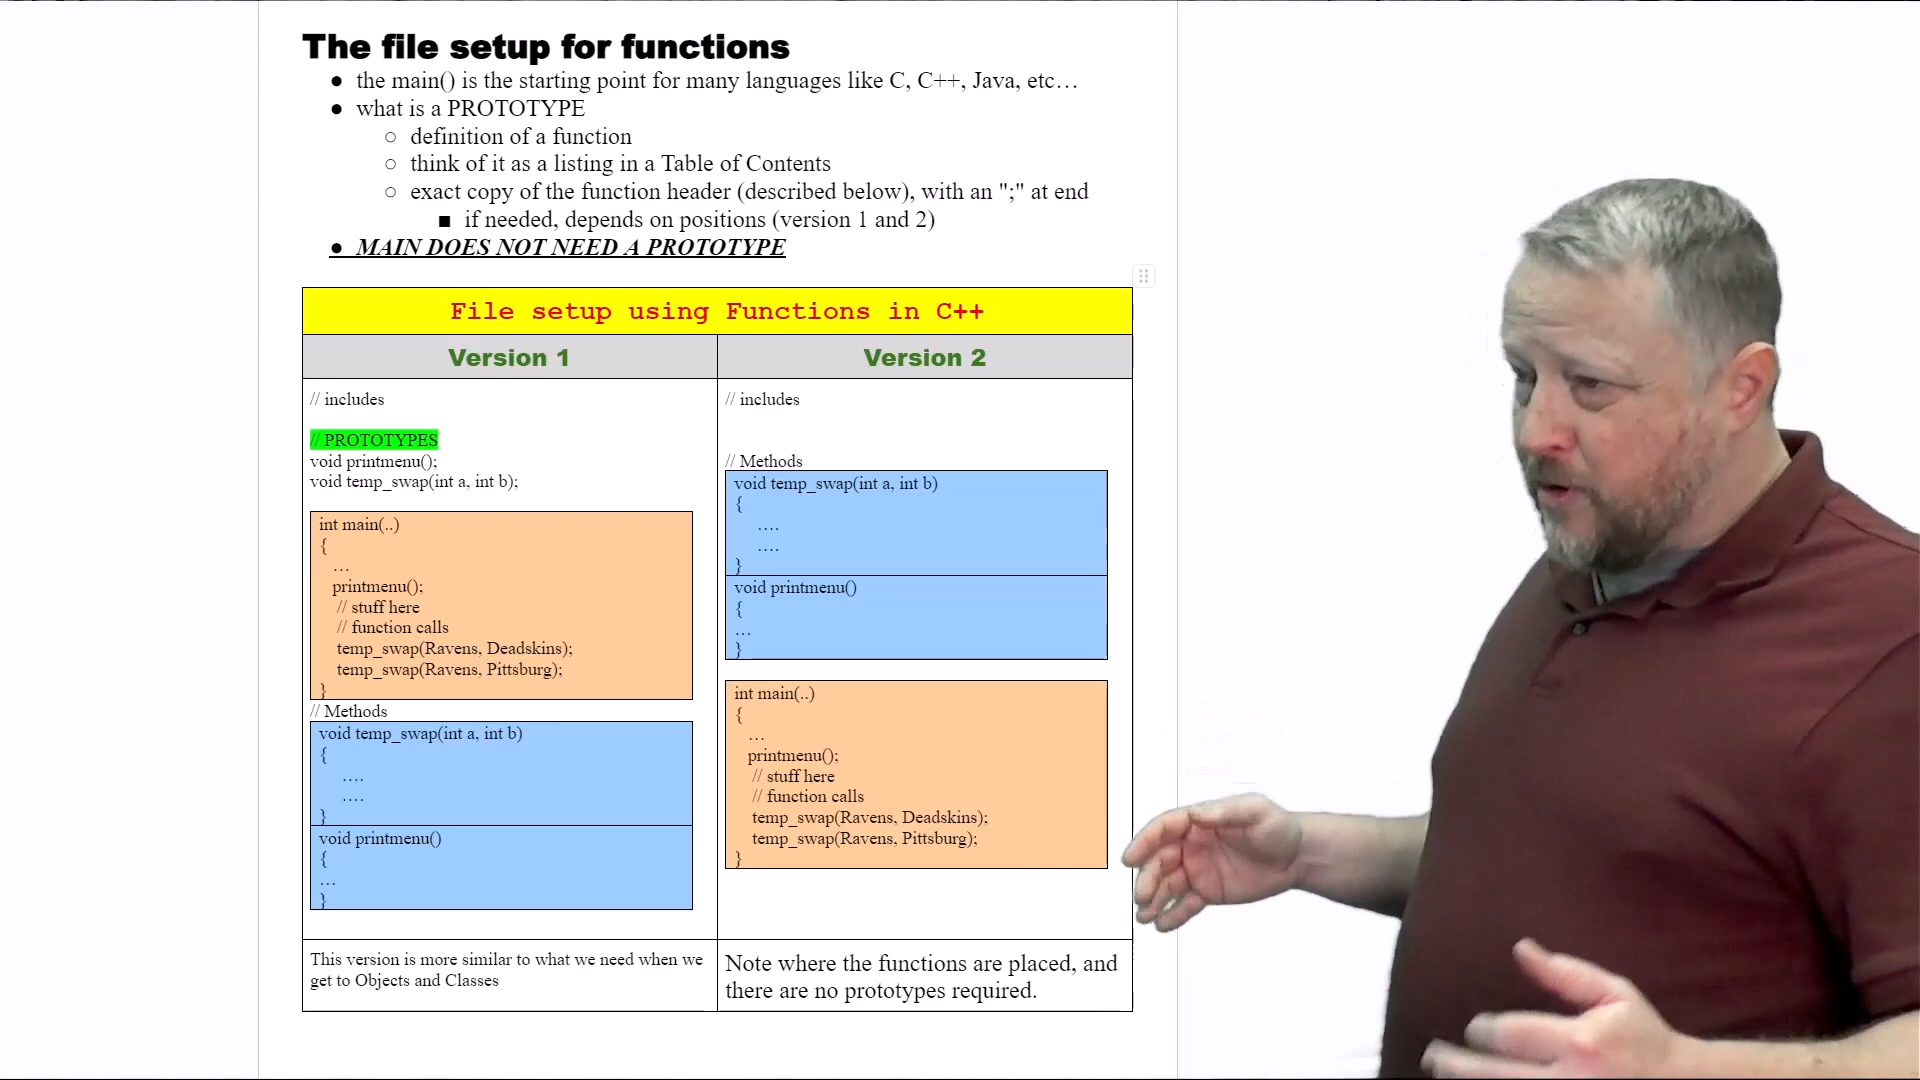 The file setup for functions
● the main() is the starting point for many languages like C, C++, Java, etc…
● what is a PROTOTYPE
○ definition of a function
○ think of it as a listing in a Table of Contents
○ exact copy of the function header (described below), with an ";" at end
■ if needed, depends on positions (version 1 and 2)
● MAIN DOES NOT NEED A PROTOTYPE
File setup using Functions in C++
Version 1
// includes
// PROTOTYPES
void printmenu();
void temp_swap(int a, int b);
int main(..)
{
…
printmenu();
// stuff here
// function calls
temp_swap(Ravens, Deadskins);
temp_swap(Ravens, Pittsburg);
}
// Methods
void temp_swap(int a, int b)
{
….
….
}
void printmenu()
{
…
}
This version is more similar to what we need when we
get to Objects and Classes
Version 2
// includes
// Methods
void temp_swap(int a, int b)
{
….
….
}
void printmenu()
{
…
}
int main(..)
{
…
printmenu();
// stuff here
// function calls
temp_swap(Ravens, Deadskins);
temp_swap(Ravens, Pittsburg);
}
Note where the functions are placed, and
there are no prototypes required.